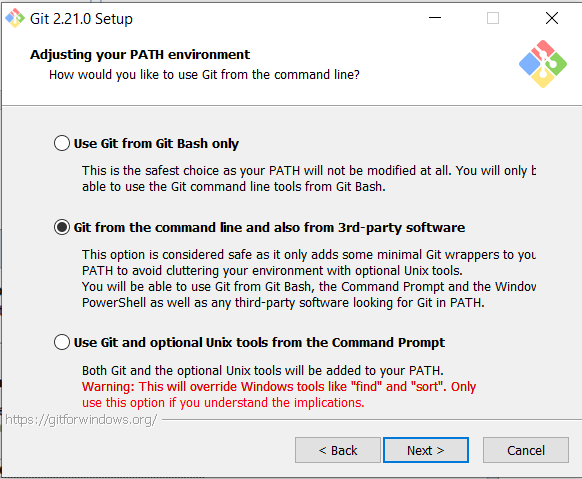 Git 2.21.0 Setup
Adjusting your PATH environment
How would you like to use Git from the command line?
Use Git from Git Bash only
This is the safest choice as your PATH will not be modified at all. You will only
able to use the Git command line tools from Git Bash.
Git from the command line and also from 3rd-party software
This option is considered safe as it only adds some minimal Git wrappers to you
PATH to avoid cluttering your environment with optional Unix tools.
You will be able to use Git from Git Bash, the Command Prompt and the Window
PowerShell as well as any third-party software looking for Git in PATH.
Use Git and optional Unix tools from the Command Prompt
Both Git and the optional Unix tools will be added to your PATH.
Warning: This will override Windows tools like "find" and "sort". Only
use this option if you understand the implications.
https://gitforwindows.org/
< Back
Next >
Cancel